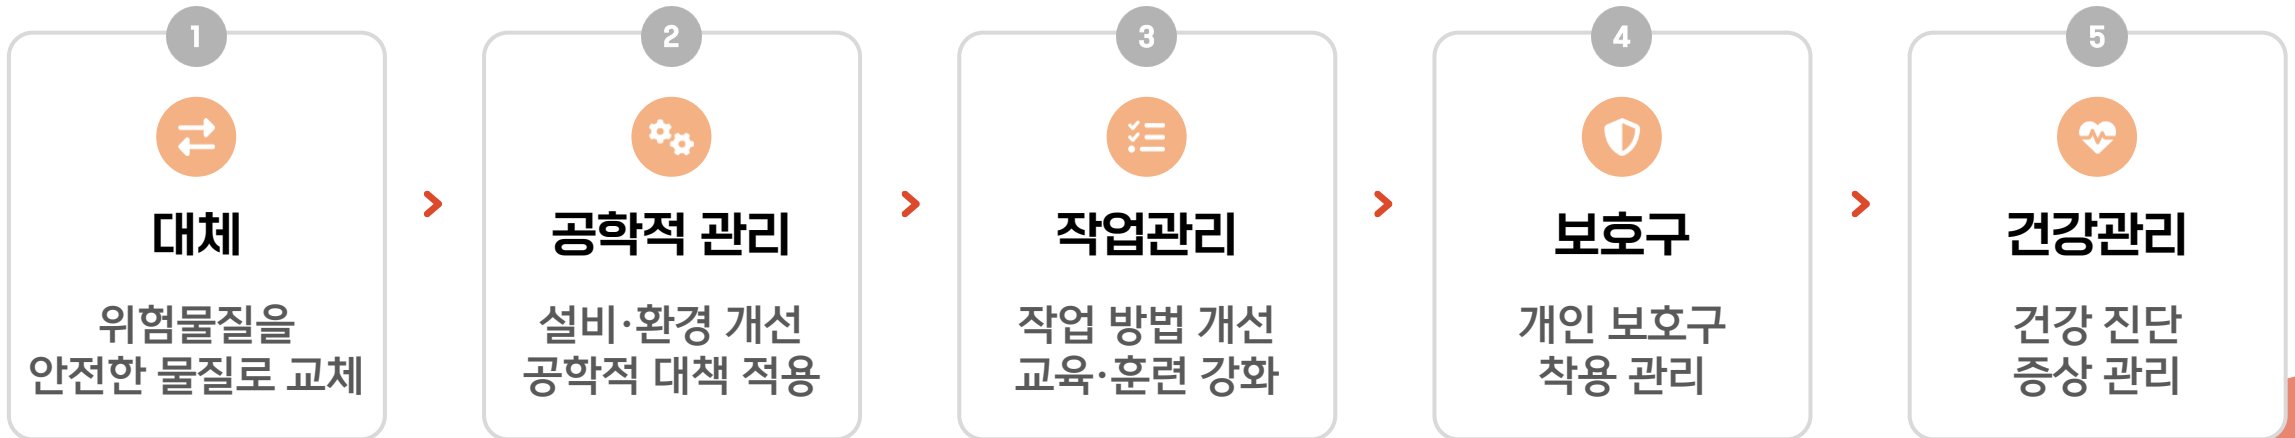 1
대체
위험물질을
안전한 물질로 교체
2
공학적 관리
설비·환경 개선
공학적 대책 적용
3
작업관리
작업 방법 개선
교육·훈련 강화
4
보호구
개인 보호구
착용 관리
5
건강관리
건강 진단
증상 관리